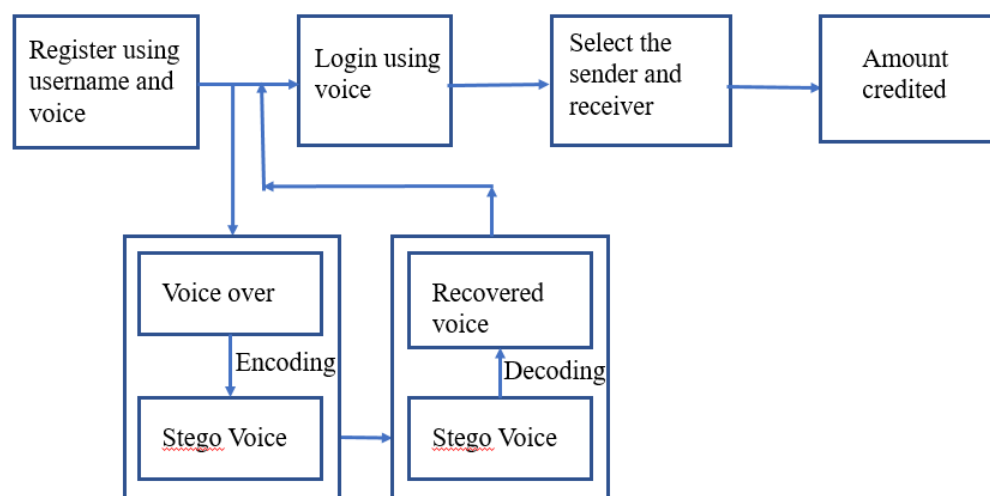 Register using
username and
voice
Login using
voice
Select the
sender and
receiver
Amount
credited
Voice over
Encoding
Stego Voice
Recovered
voice
Decoding
Stego Voice